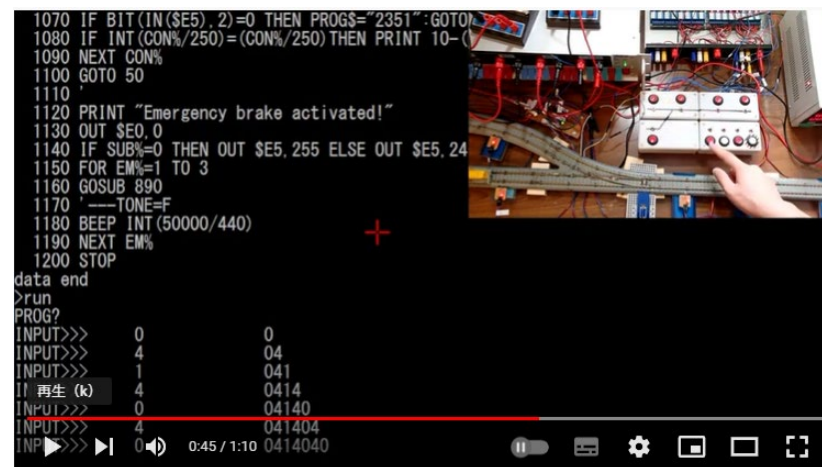 1070 IF BIT(IN($E5),2)=0 THEN PROG$="2351":GOTO
1080 IF INT(CON%/250)=(CON%/250)THEN PRINT 10-(
1090 NEXT CON%
1100 GOTO 50
1110 '
1120 PRINT "Emergency brake activated!"
1130 OUT $E0,0
1140 IF SUB%=0 THEN OUT $E5,255 ELSE OUT $E5,24
1150 FOR EM%=1 TO 3
1160 GOSUB 890
1170 '---TONE=F
1180 BEEP INT(50000/440)
1190 NEXT EM%
1200 STOP
data end
>run
PROG?
INPUT>>> 0 0
INPUT>>> 4 04
INPUT>>> 1 041
4 0414
再生 (k)
INPUT>>> 0 04140
INPUT>>> 4 041404
INP >>> 0 0414040
0:45 / 1:10